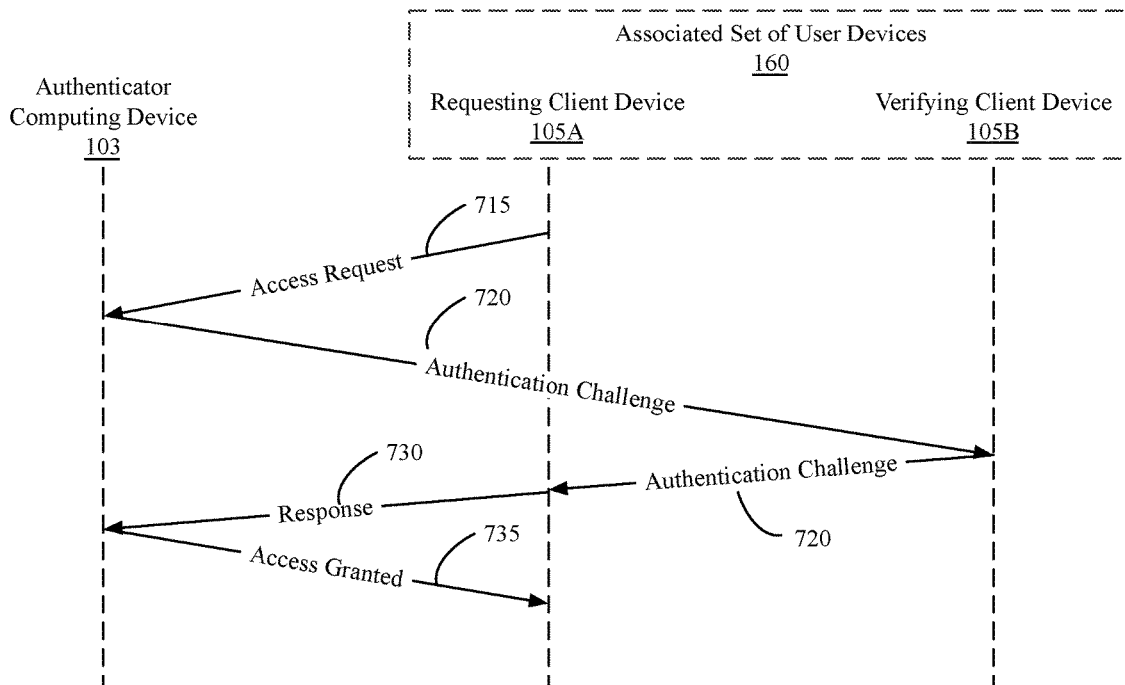 Associated Set of User Devices
160
Authenticator
Computing Device
103
Requesting Client Device
105A
Verifying Client Device
105B
715
Access Request
720
Authentication Challenge
730
Authentication Challenge
Response
735
720
Access Granted